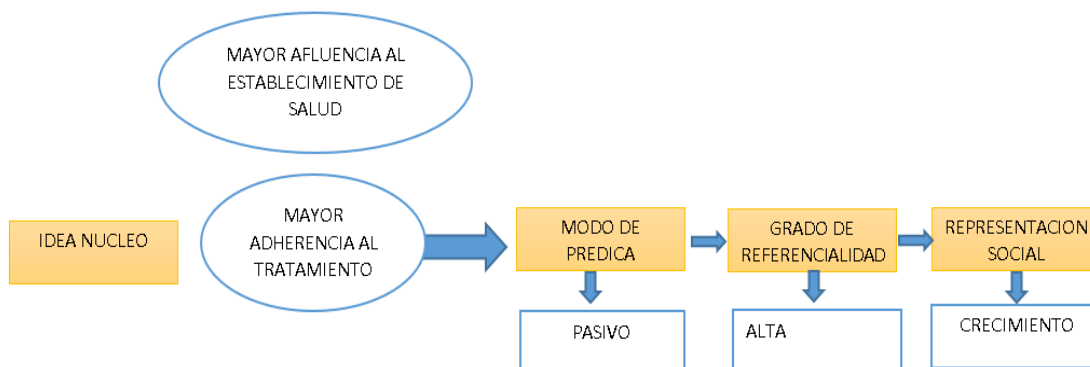 MAYOR AFLUENCIA AL
ESTABLECIMIENTO DE
SALUD
IDEA NUCLEO
MAYOR
ADHERENCIA AL
TRATAMIENTO
MODO DE
PREDICA
GRADO DE
REFERENCIALIDAD
REPRESENTACION
SOCIAL
PASIVO
ALTA
CRECIMIENTO